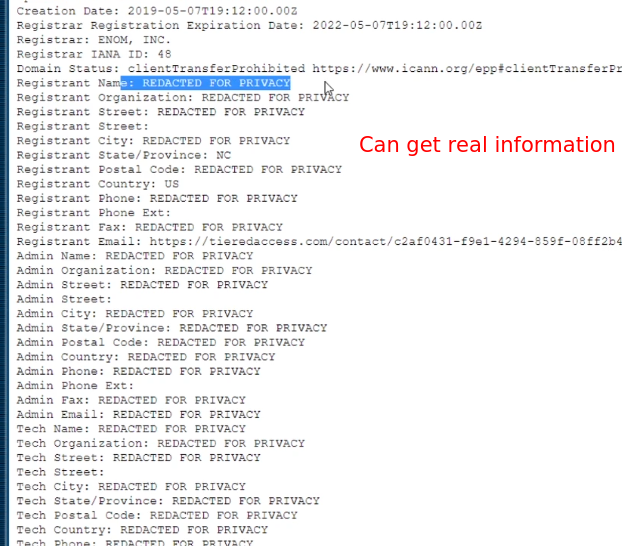 Creation Date: 2019-05-07T19:12:00.00Z
Registrar Registration Expiration Date: 2022-05-07T19:12:00.00Z
Registrar: ENOM, INC.
Registrar IANA ID: 48
Domain Status: clientTransferProhibited https://www.icann.org/epp#clientTransferPr
Registrant Name: REDACTED FOR PRIVACY
Registrant Organization: REDACTED FOR PRIVACY
Registrant Street: REDACTED FOR PRIVACY
Registrant Street:
Registrant City: REDACTED FOR PRIVACY
Can get real information
Registrant State/Province: NC
Registrant Postal Code: REDACTED FOR PRIVACY
Registrant Country: US
Registrant Phone: REDACTED FOR PRIVACY
Registrant Phone Ext:
Registrant Fax: REDACTED FOR PRIVACY
Registrant Email: https://tieredaccess.com/contact/c2af0431-f9e1-4294-859f-08ff2b4
Admin Name: REDACTED FOR PRIVACY
Admin Organization: REDACTED FOR PRIVACY
Admin Street: REDACTED FOR PRIVACY
Admin Street:
Admin City: REDACTED FOR PRIVACY
Admin State/Province: REDACTED FOR PRIVACY
Admin Postal Code: REDACTED FOR PRIVACY
Admin Country: REDACTED FOR PRIVACY
Admin Phone: REDACTED FOR PRIVACY
Admin Phone Ext:
Admin Fax: REDACTED FOR PRIVACY
Admin Email: REDACTED FOR PRIVACY
Tech Name: REDACTED FOR PRIVACY
Tech Organization: REDACTED FOR PRIVACY
Tech Street: REDACTED FOR PRIVACY
Tech Street:
Tech City: REDACTED FOR PRIVACY
Tech State/Province: REDACTED FOR PRIVACY
Tech Postal Code: REDACTED FOR PRIVACY
Tech Country: REDACTED FOR PRIVACY
Tech Phone: REDACTED FOR PRIVACY